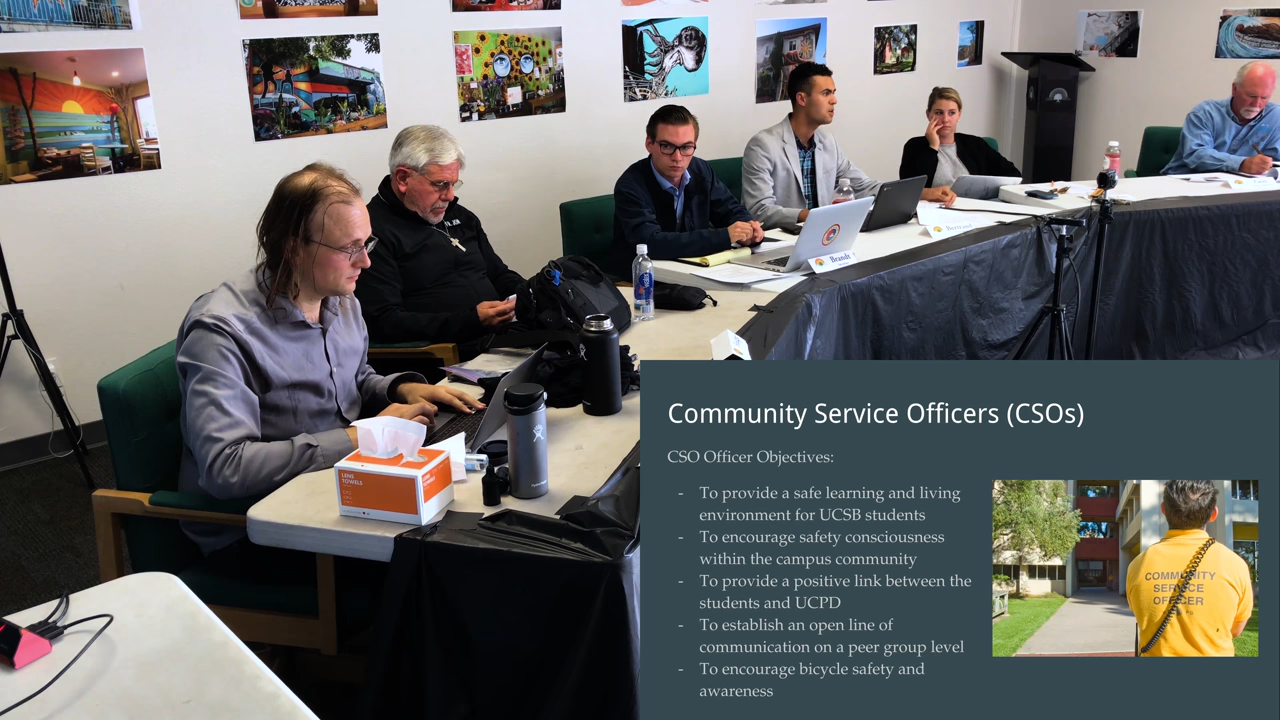 Brandt
LENS
TOWELS
Community Service Officers (CSOs)
CSO Officer Objectives:
- To provide a safe learning and living
environment for UCSB students
- To encourage safety consciousness
within the campus community
- To provide a positive link between the
students and UCPD
- To establish an open line of
communication on a peer group level
- To encourage bicycle safety and
awareness
COMMUNITY
SERVICE
OFFICER